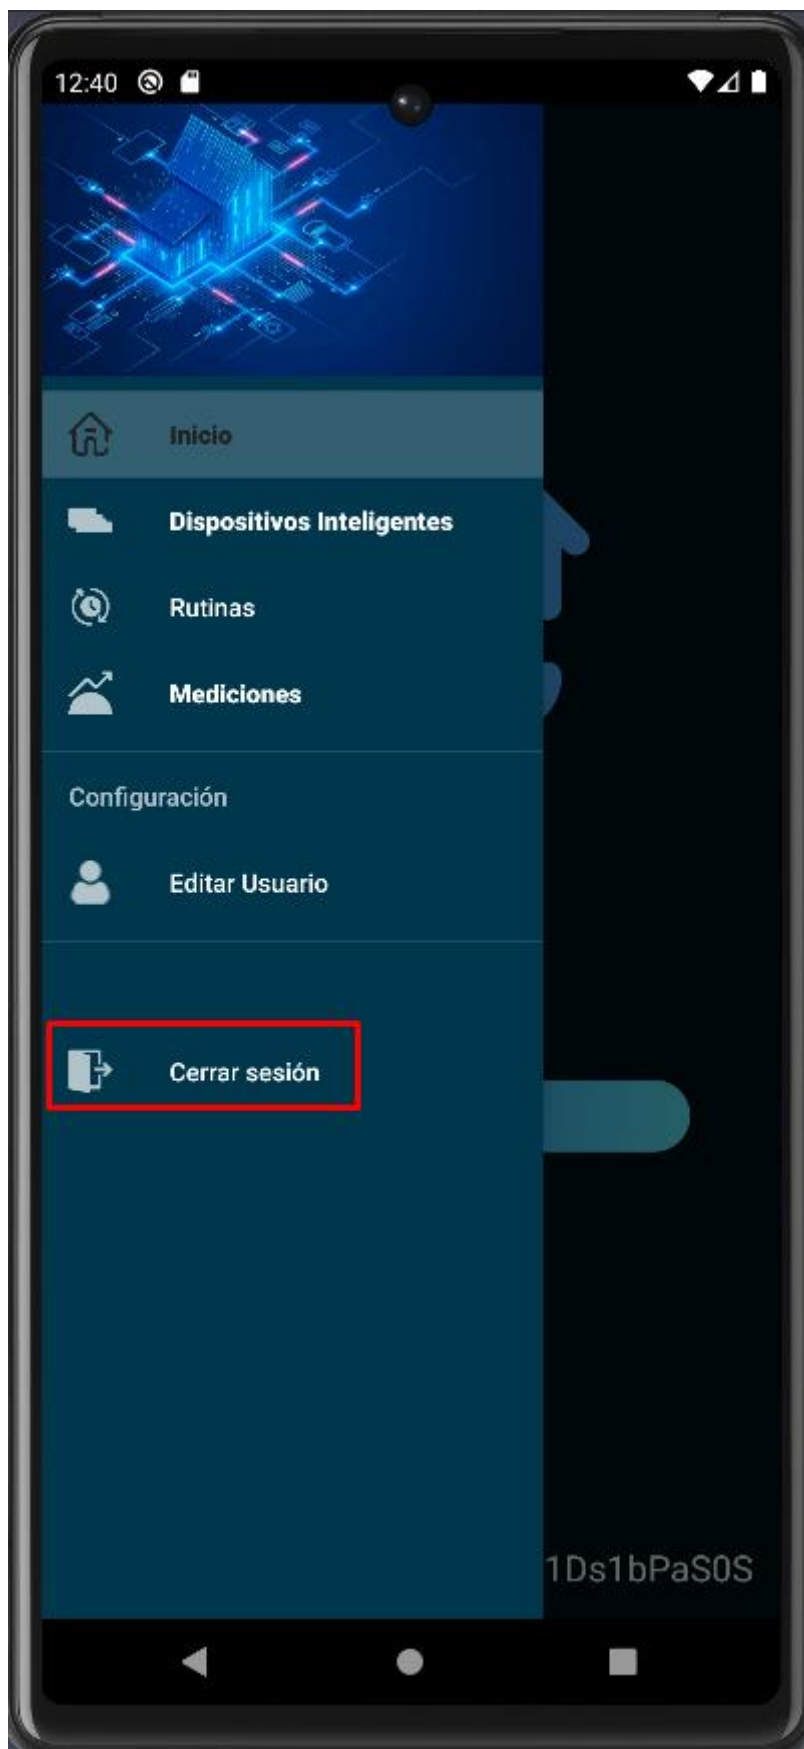 12:40
Inicio
Dispositivos Inteligentes
Rutinas
Mediciones
Configuración
Editar Usuario
Cerrar sesión
1Ds1bPaS0S